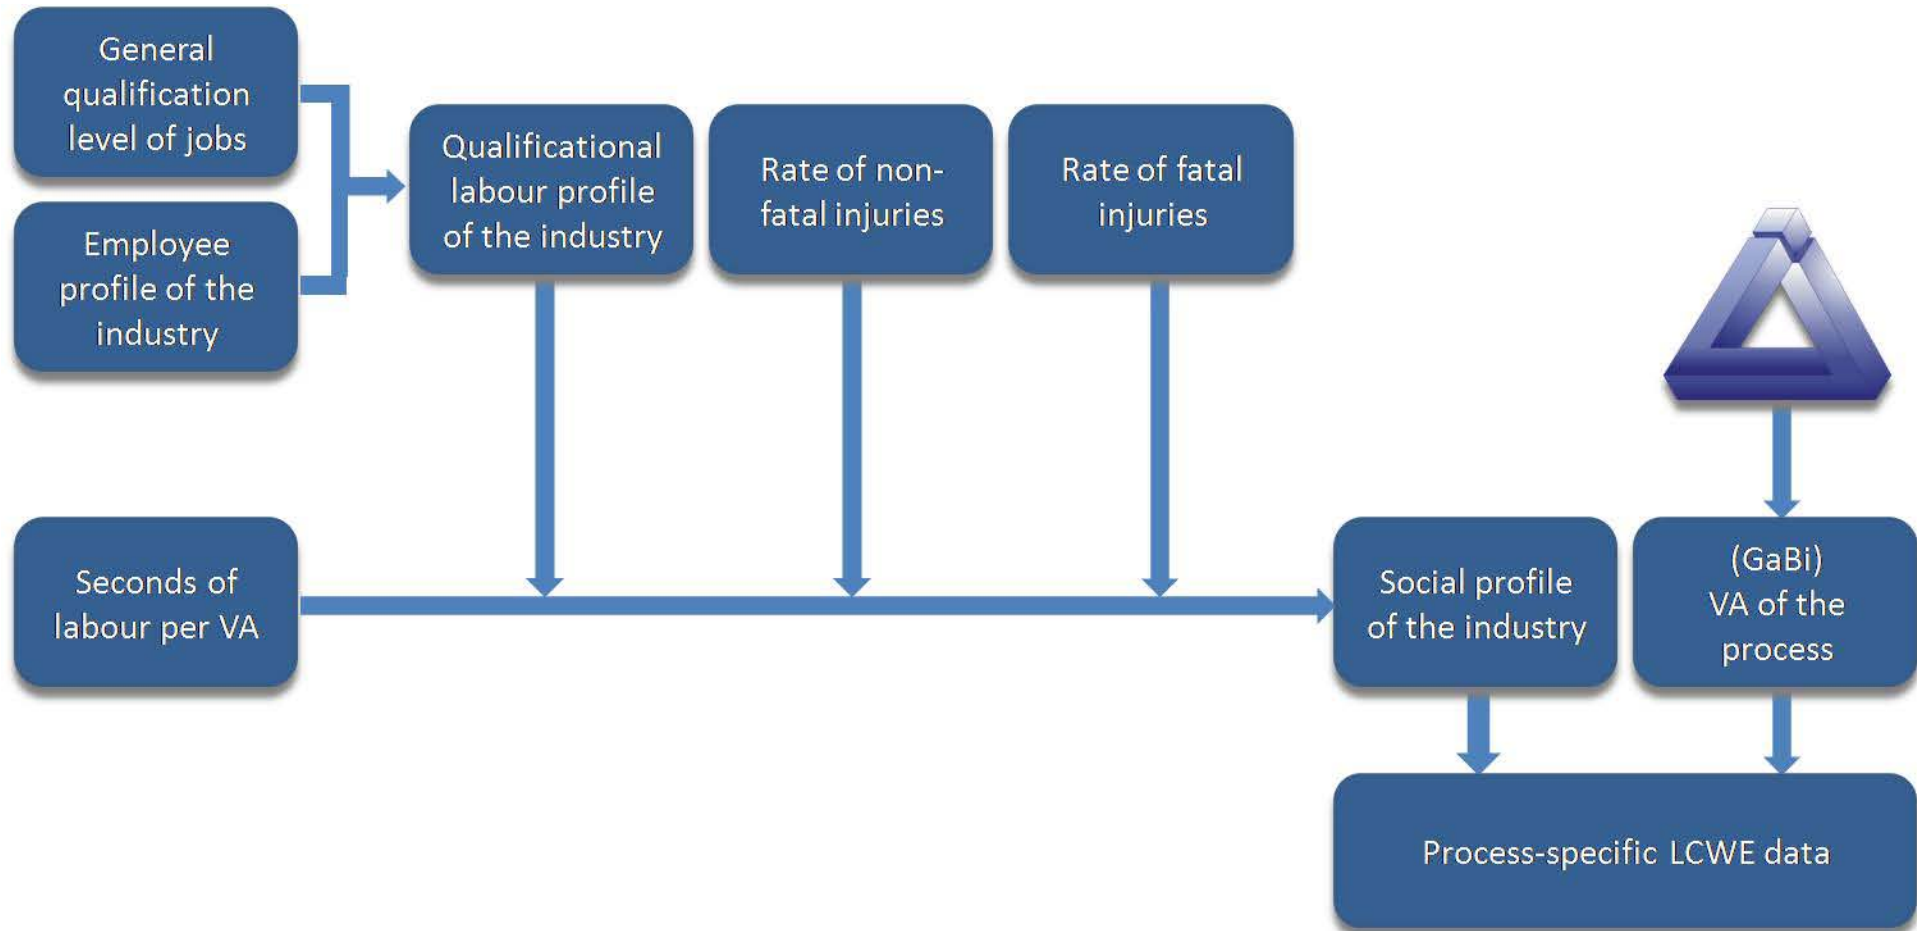 General
qualification
level of jobs
Employee
profile of the
industry
Qualificational
labour profile
of the industry
Rate of non-
fatal injuries
Rate of fatal
injuries
Seconds of
labour per VA
Social profile
of the industry
(GaBi)
VA of the
process
Process-specific LCWE data